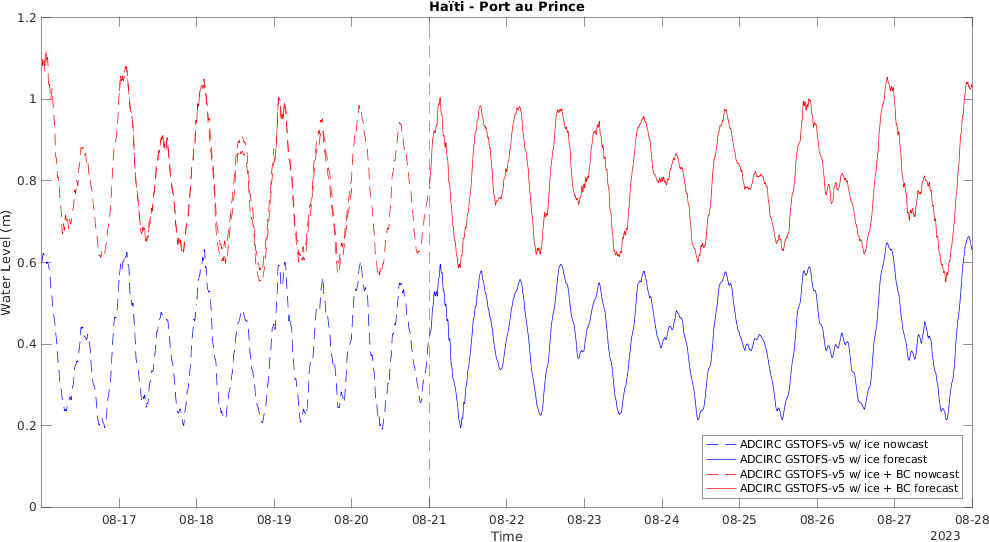 Haïti - Port au Prince
Water Level (m)
1.2
1
0.8
0.6
0.4
0.2
0
ADCIRC GSTOFS-v5 w/ ice nowcast
ADCIRC GSTOFS-v5 w/ ice forecast
ADCIRC GSTOFS-v5 w/ ice + BC nowcast
ADCIRC GSTOFS-v5 w/ ice + BC forecast
08-17 08-18 08-19 08-20 08-21 08-22 08-23 08-24 08-25 08-26 08-27 08-28
Time
2023